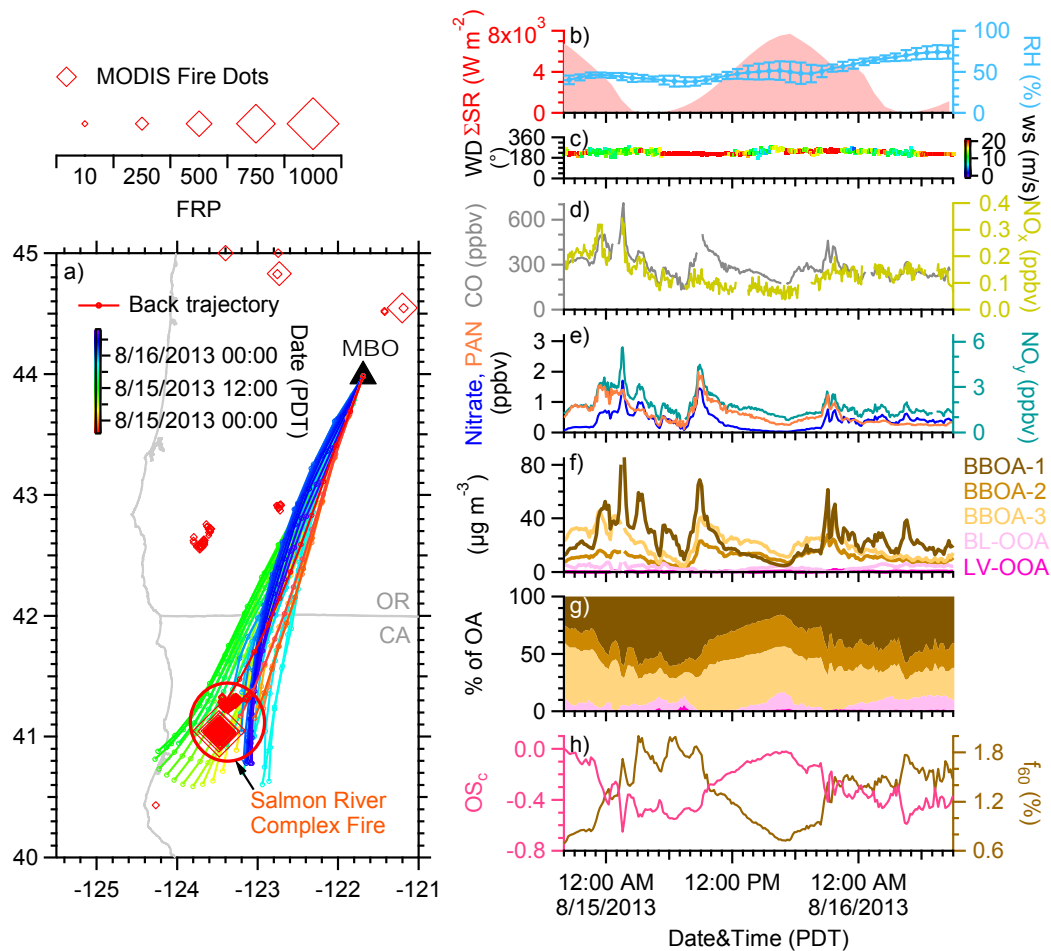 MODIS Fire Dots
10 250 500 750 1000
FRP
a)
Back trajectory
8/16/2013 00:00
8/15/2013 12:00
8/15/2013 00:00
Date (PDT)
MBO
OR
CA
Salmon River
Complex Fire
45
44
43
42
41
40
-125 -124 -123 -122 -121
b)
8x10³
4
0
ΣSR (W m⁻²)
100
50
0
RH (%)
c)
360
180
0
WD (°)
20
10
0
ws (m/s)
d)
600
300
0
CO (ppbv)
0.4
0.3
0.2
0.1
0.0
NOx (ppbv)
e)
3
2
1
0
Nitrate, PAN
(ppbv)
6
3
0
NOy (ppbv)
f)
80
40
0
(µg m⁻³)
BBOA-1
BBOA-2
BBOA-3
BL-OOA
LV-OOA
g)
100
50
0
% of OA
h)
0.0
-0.4
-0.8
OSc
1.8
1.2
0.6
f60 (%)
12:00 AM 12:00 PM 12:00 AM
8/15/2013 8/16/2013
Date&Time (PDT)